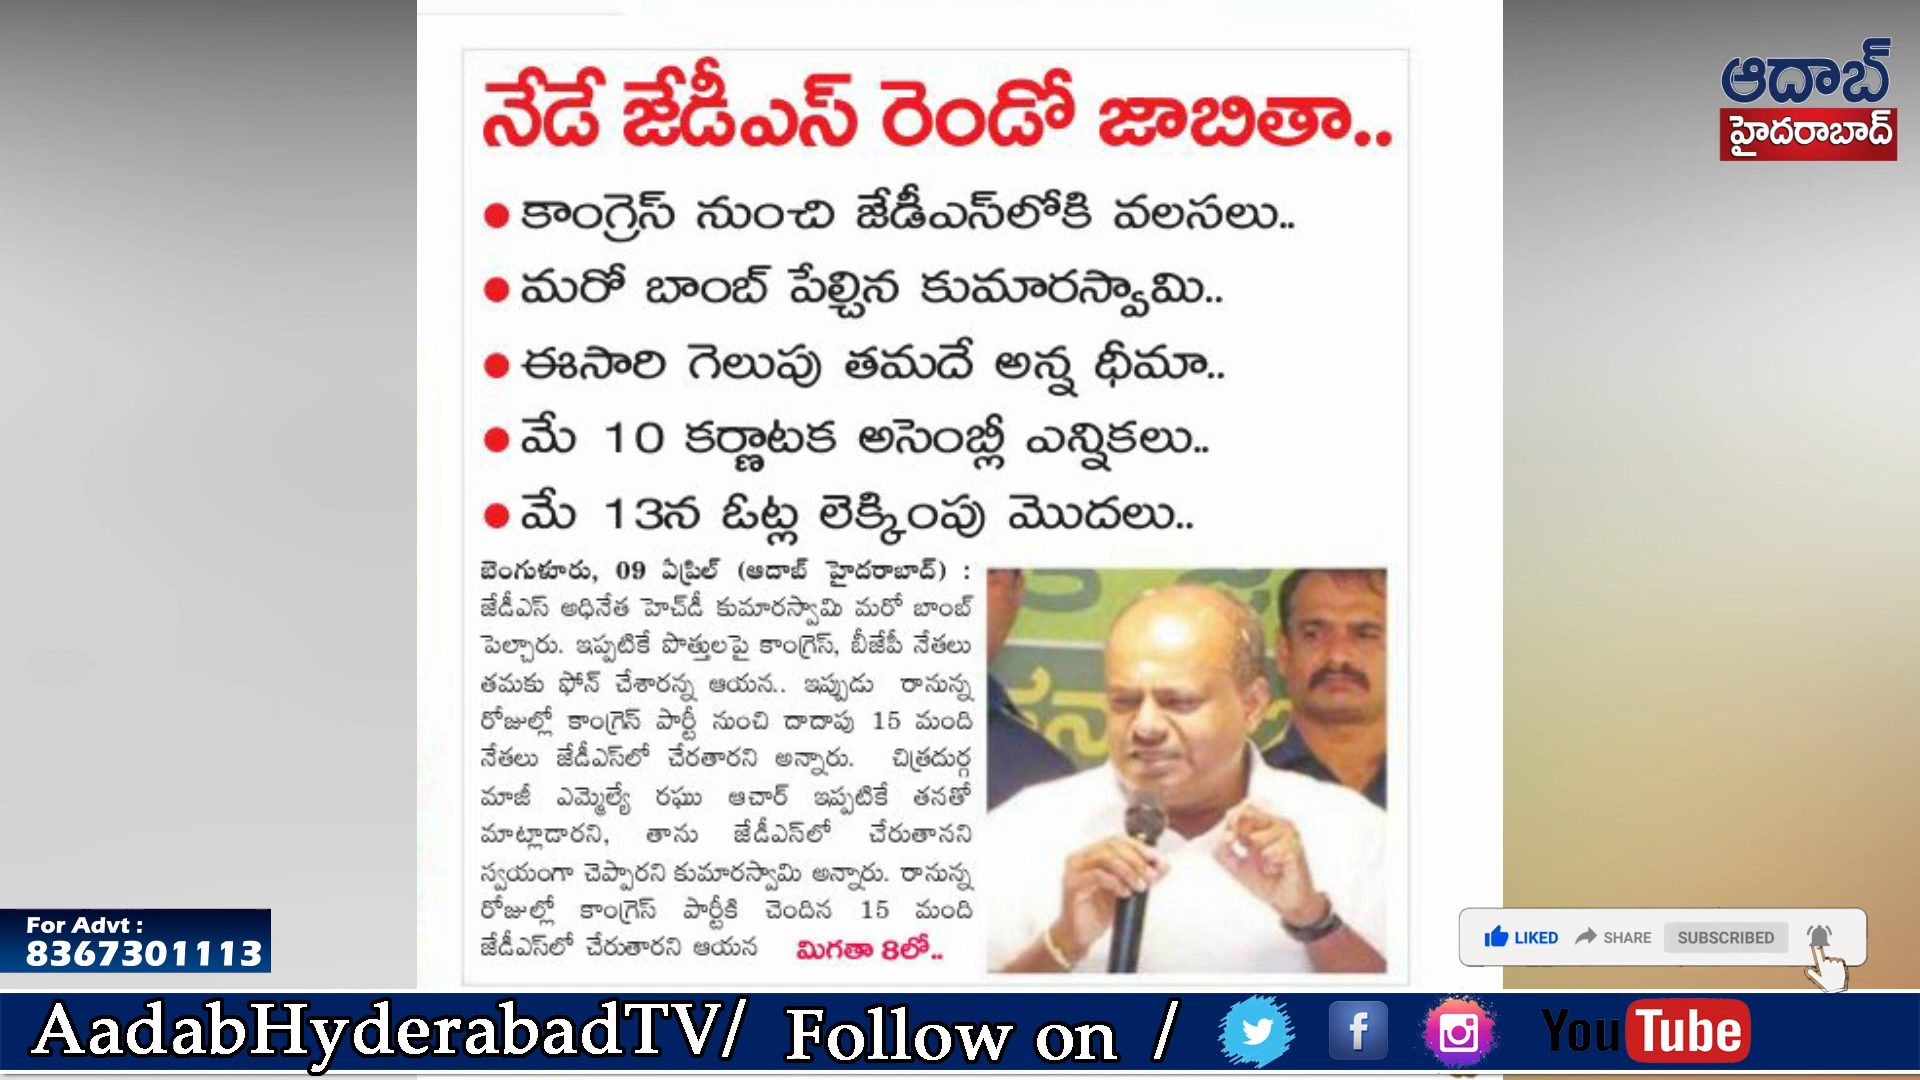 నేడే జేడీఎస్ రెండో జాబితా..
కాంగ్రెస్ నుంచి జేడీఎస్‌లోకి వలసలు..
మరో బాంబ్ పేల్చిన కుమారస్వామి..
ఈసారి గెలుపు తమదే అన్న ధీమా..
మే 10 కర్ణాటక అసెంబ్లీ ఎన్నికలు..
మే 13న ఓట్ల లెక్కింపు మొదలు..
బెంగుళూరు, 09 ఏప్రిల్ (ఆదాబ్ హైదరాబాద్) :
జేడీఎస్ అధినేత హెచ్‌డీ కుమారస్వామి మరో బాంబ్
పెల్చారు. ఇప్పటికే పొత్తులపై కాంగ్రెస్, బీజేపీ నేతలు
తమకు ఫోన్ చేశారన్న ఆయన.. ఇప్పుడు రానున్న
రోజుల్లో కాంగ్రెస్ పార్టీ నుంచి దాదాపు 15 మంది
నేతలు జేడీఎస్‌లో చేరతారని అన్నారు. చిత్రదుర్గ
మాజీ ఎమ్మెల్యే రఘు ఆచార్ ఇప్పటికే తనతో
మాట్లాడారని, తాను జేడీఎస్‌లో చేరుతానని
స్వయంగా చెప్పారని కుమారస్వామి అన్నారు. రానున్న
రోజుల్లో కాంగ్రెస్ పార్టీకి చెందిన 15 మంది
జేడీఎస్‌లో చేరుతారని ఆయన మిగతా 8లో..
ఆదాబ్
హైదరాబాద్
For Advt :
8367301113
LIKED SHARE SUBSCRIBED
AadabHyderabadTV/ Follow on / YouTube